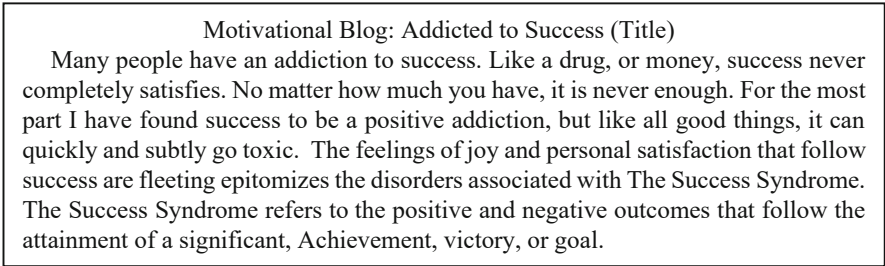 Motivational Blog: Addicted to Success (Title)
Many people have an addiction to success. Like a drug, or money, success never
completely satisfies. No matter how much you have, it is never enough. For the most
part I have found success to be a positive addiction, but like all good things, it can
quickly and subtly go toxic.  The feelings of joy and personal satisfaction that follow
success are fleeting epitomizes the disorders associated with The Success Syndrome.
The Success Syndrome refers to the positive and negative outcomes that follow the
attainment of a significant, Achievement, victory, or goal.